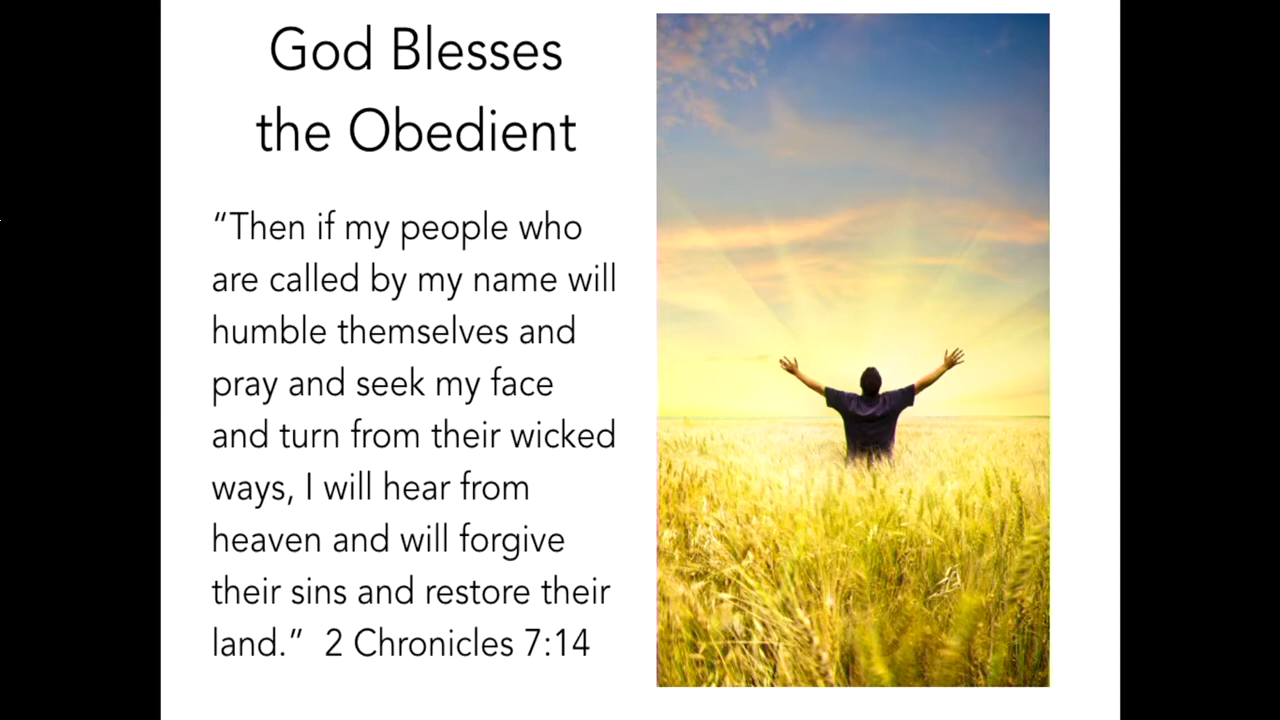 God Blesses
the Obedient
“Then if my people who
are called by my name will
humble themselves and
pray and seek my face
and turn from their wicked
ways, I will hear from
heaven and will forgive
their sins and restore their
land.”  2 Chronicles 7:14